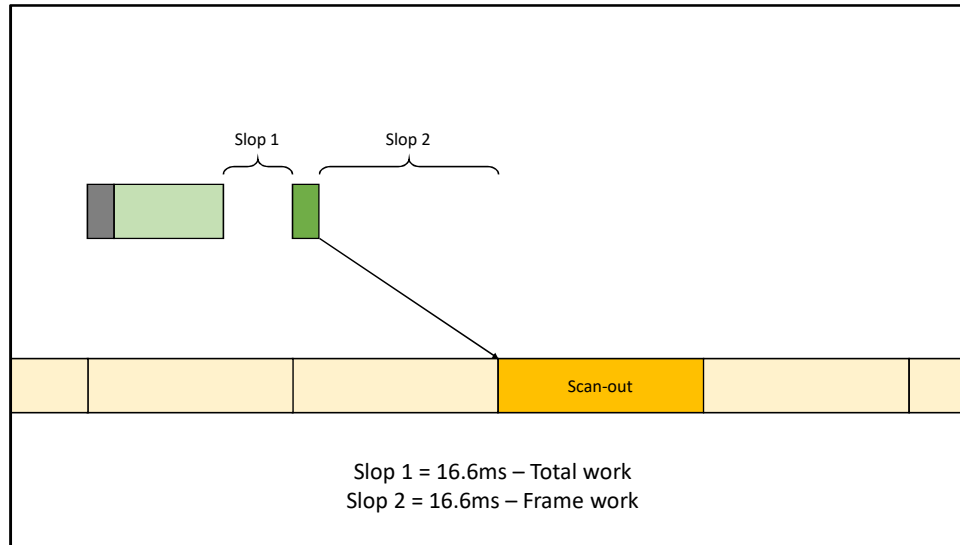 Slop 1
Slop 2
Scan-out
Slop 1 = 16.6ms – Total work
Slop 2 = 16.6ms – Frame work